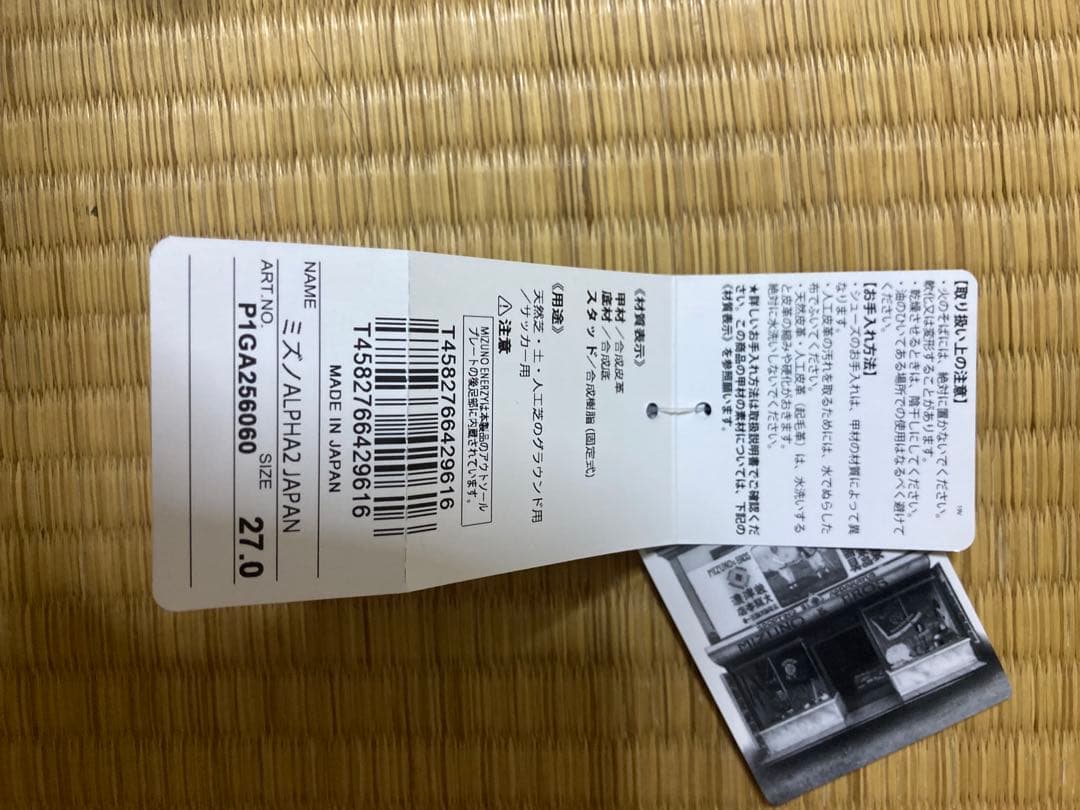 【取り扱い上の注意】
・火のそばには、絶対に置かないでください。
軟化又は変形することがあります。
・乾燥させるときは、陰干しにしてください。
・油のひいてある場所での使用はなるべく避けて
ください。
【お手入れ方法】
・シューズのお手入れは、甲材の材質によって異
なります。
・人工皮革の汚れを取るためには、水でぬらした
布でふいてください。
・天然皮革・人工皮革（起毛革）は、水洗いする
と皮革の縮みや硬化がおきます。
絶対に水洗いしないでください。
★詳しいお手入れ方法は取扱説明書でご確認くだ
さい。この商品の甲材の素材については、下記の
《材質表示》を参照願います。
《材質表示》
甲材／合成皮革
底材／合成底
スタッド／合成樹脂（固定式）
《用途》
天然芝・土・人工芝のグラウンド用
／サッカー用
⚠注意
MIZUNO ENERZYは本製品のアウトソール
プレートの後足部に内蔵されています。
T4582766429616
T4582766429616
MADE IN JAPAN
NAME ミズノALPHA2 JAPAN
ART.NO. SIZE
P1GA256060 27.0
MIZUNO BROS
MIZUNO BROS